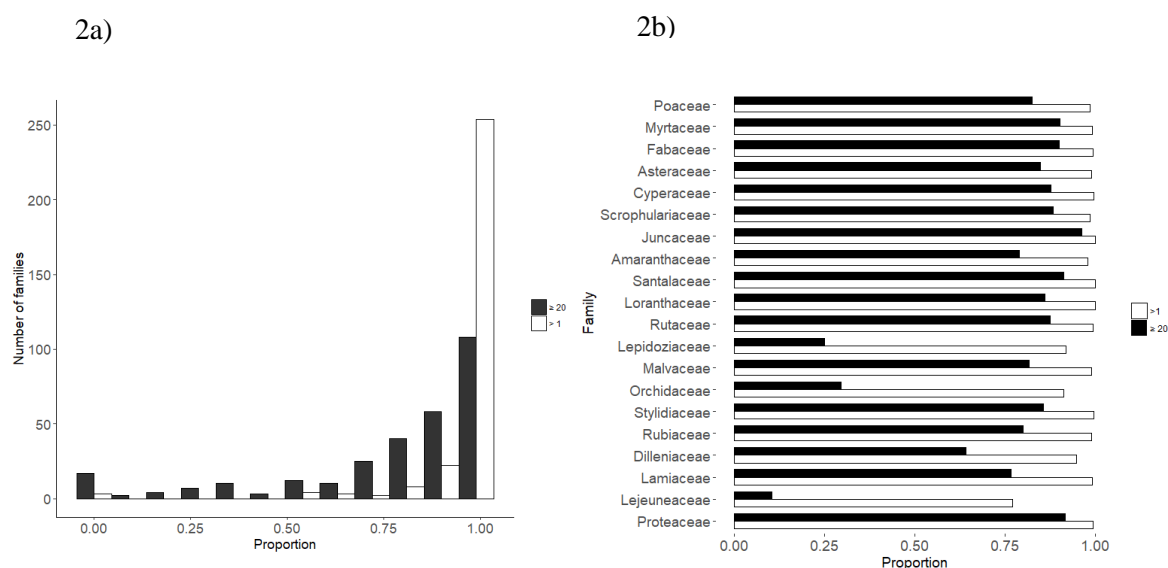 2a)
250
200
150
100
50
0
Number of families
0.00 0.25 0.50 0.75 1.00
Proportion
≥ 20
> 1
2b)
Poaceae
Myrtaceae
Fabaceae
Asteraceae
Cyperaceae
Scrophulariaceae
Juncaceae
Amaranthaceae
Santalaceae
Loranthaceae
Rutaceae
Lepidoziaceae
Malvaceae
Orchidaceae
Stylidiaceae
Rubiaceae
Dilleniaceae
Lamiaceae
Lejeuneaceae
Proteaceae
Family
0.00 0.25 0.50 0.75 1.00
Proportion
>1
≥ 20